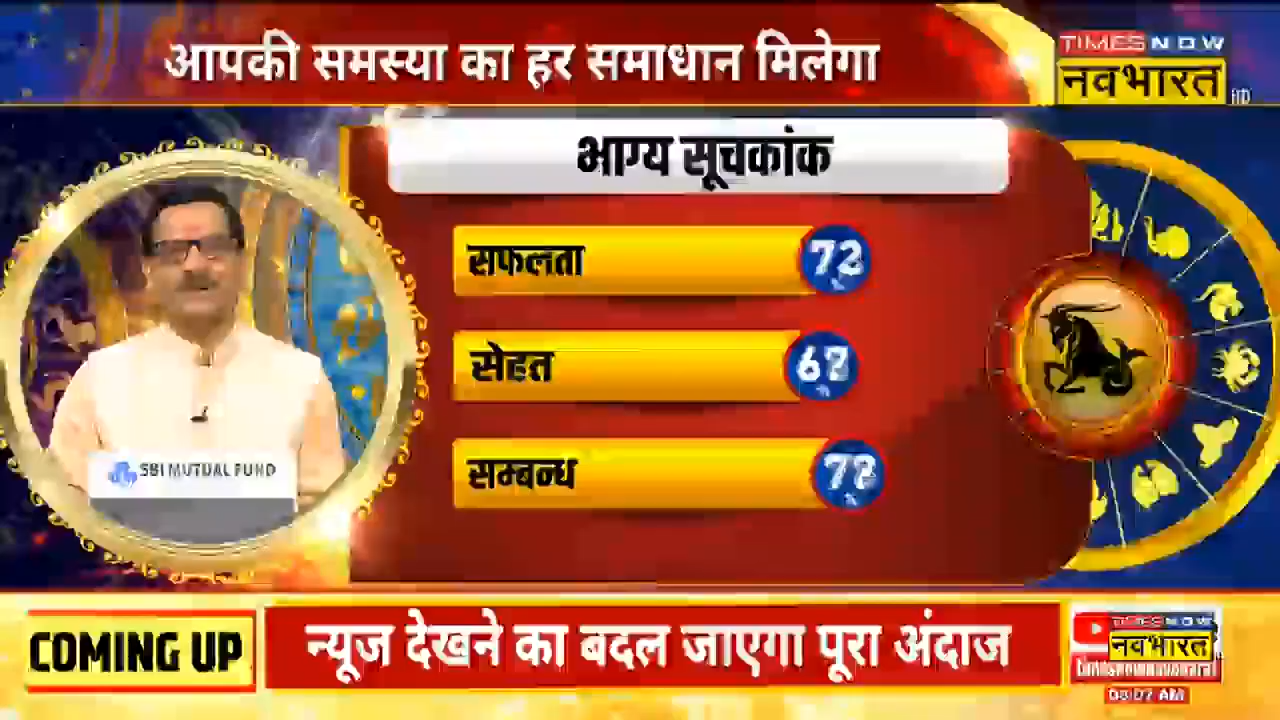 आपकी समस्या का हर समाधान मिलेगा
TIMES NOW
नवभारत
HD
भाग्य सूचकांक
सफलता
72
सेहत
सम्बन्ध
SBI MUTUAL FUND
COMING UP
न्यूज देखने का बदल जाएगा पूरा अंदाज
TIMES NOW
नवभारत